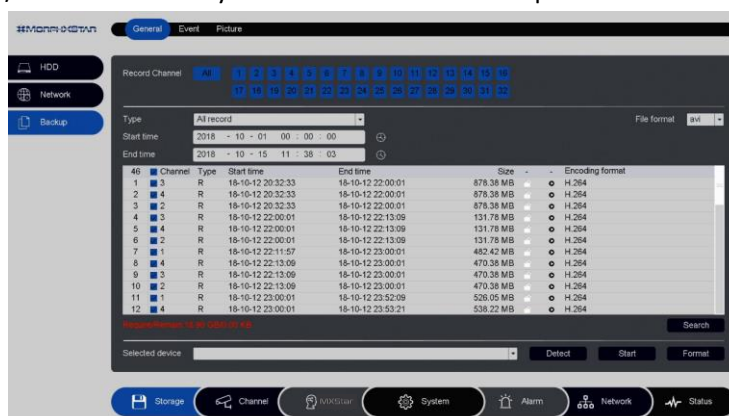 MORPHXSTAR General Event Picture
HDD
Network
Backup
Record Channel All 1 2 3 4 5 6 7 8 9 10 11 12 13 14 15 16
17 18 19 20 21 22 23 24 25 26 27 28 29 30 31 32
Type All record File format avi
Start time 2018 - 10 - 01 00 : 00 : 00
End time 2018 - 10 - 15 11 : 38 : 03
46 Channel Type Start time End time Size - - Encoding format
1 3 R 18-10-12 20:32:33 18-10-12 22:00:01 878.38 MB H.264
2 4 R 18-10-12 20:32:33 18-10-12 22:00:01 878.38 MB H.264
3 2 R 18-10-12 20:32:33 18-10-12 22:00:01 878.38 MB H.264
4 3 R 18-10-12 22:00:01 18-10-12 22:13:09 131.78 MB H.264
5 4 R 18-10-12 22:00:01 18-10-12 22:13:09 131.78 MB H.264
6 2 R 18-10-12 22:00:01 18-10-12 22:13:09 131.78 MB H.264
7 1 R 18-10-12 22:11:57 18-10-12 23:00:01 482.42 MB H.264
8 4 R 18-10-12 22:13:09 18-10-12 23:00:01 470.38 MB H.264
9 3 R 18-10-12 22:13:09 18-10-12 23:00:01 470.38 MB H.264
10 2 R 18-10-12 22:13:09 18-10-12 23:00:01 470.38 MB H.264
11 1 R 18-10-12 23:00:01 18-10-12 23:52:09 526.05 MB H.264
12 4 R 18-10-12 23:00:01 18-10-12 23:53:21 538.22 MB H.264
Search
Selected device Detect Start Format
Storage Channel MXStar System Alarm Network Status